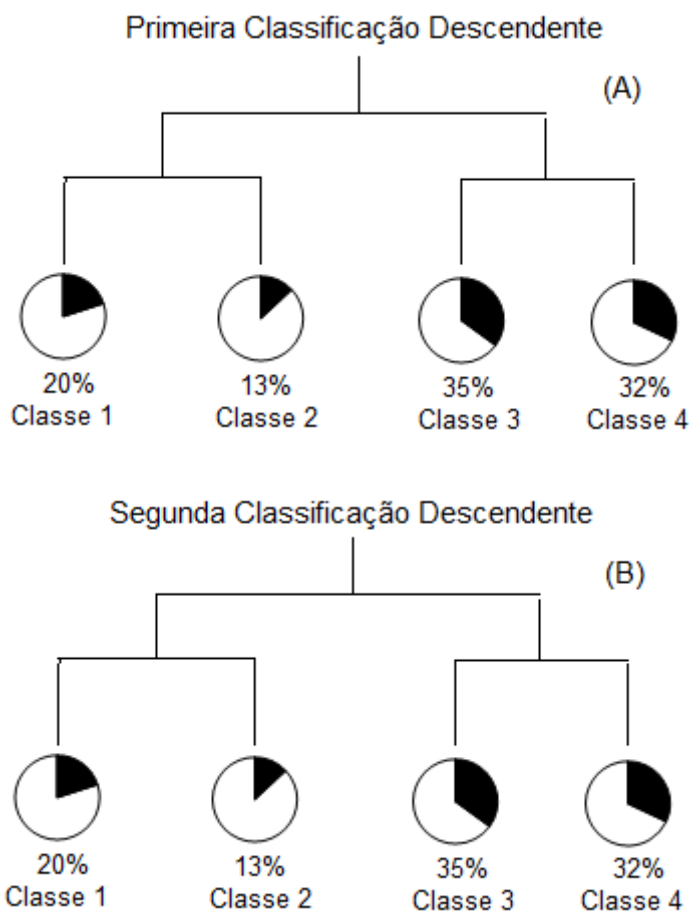 Primeira Classificação Descendente
(A)
20%
Classe 1
13%
Classe 2
35%
Classe 3
32%
Classe 4
Segunda Classificação Descendente
(B)
20%
Classe 1
13%
Classe 2
35%
Classe 3
32%
Classe 4